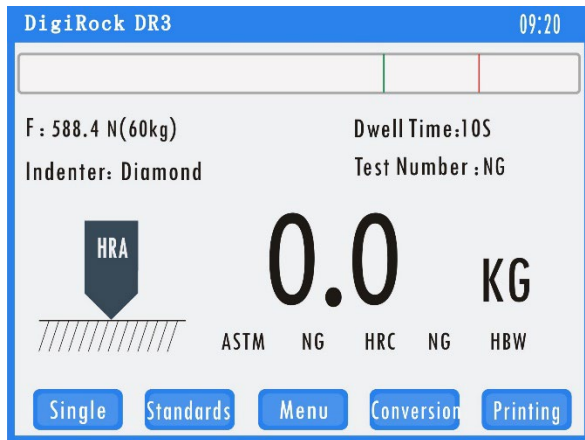 DigiRock DR3 09:20
F: 588.4 N(60kg) Dwell Time:10S
Indenter: Diamond Test Number :NG
HRA
0.0 KG
ASTM NG HRC NG HBW
Single Standards Menu Conversion Printing